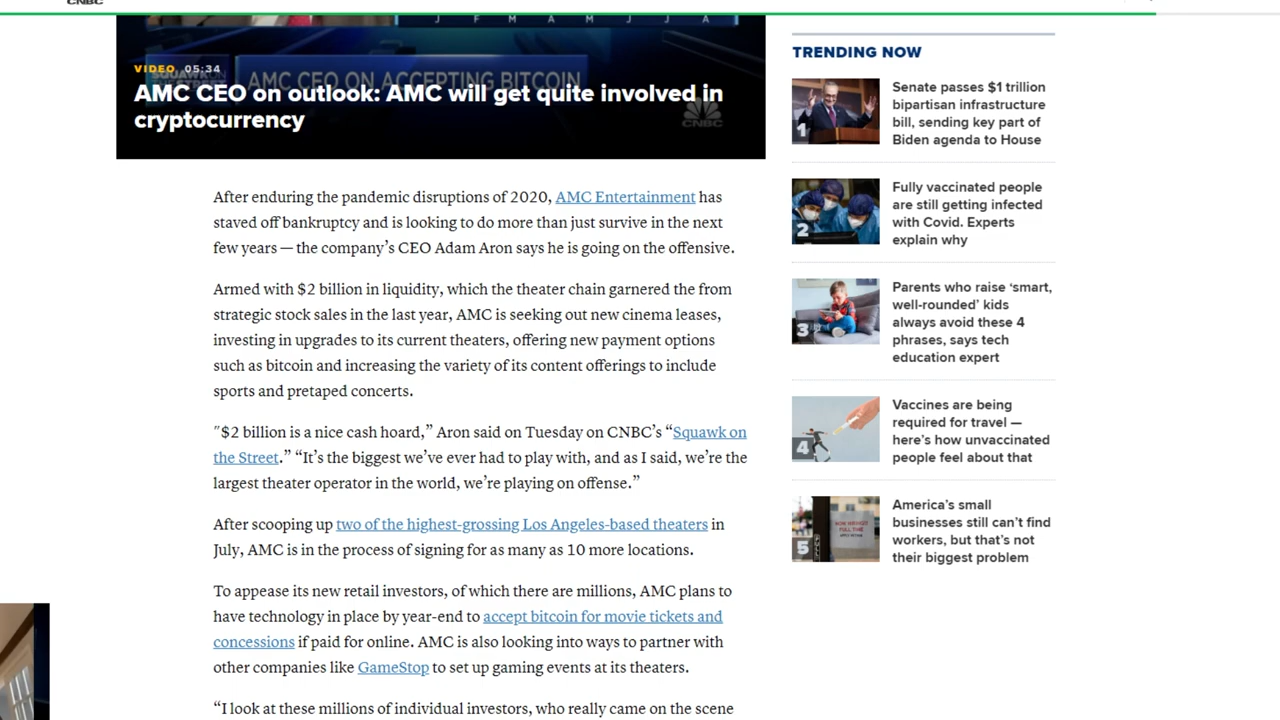 CNBC
J F M A M J J A
SQUAWK ON
THE STREET
AMC CEO ON ACCEPTING BITCOIN
VIDEO 05:34
AMC CEO on outlook: AMC will get quite involved in
cryptocurrency
CNBC
After enduring the pandemic disruptions of 2020, AMC Entertainment has
staved off bankruptcy and is looking to do more than just survive in the next
few years — the company’s CEO Adam Aron says he is going on the offensive.
Armed with $2 billion in liquidity, which the theater chain garnered the from
strategic stock sales in the last year, AMC is seeking out new cinema leases,
investing in upgrades to its current theaters, offering new payment options
such as bitcoin and increasing the variety of its content offerings to include
sports and pretaped concerts.
"$2 billion is a nice cash hoard,” Aron said on Tuesday on CNBC’s “Squawk on
the Street.” “It’s the biggest we’ve ever had to play with, and as I said, we’re the
largest theater operator in the world, we’re playing on offense.”
After scooping up two of the highest-grossing Los Angeles-based theaters in
July, AMC is in the process of signing for as many as 10 more locations.
To appease its new retail investors, of which there are millions, AMC plans to
have technology in place by year-end to accept bitcoin for movie tickets and
concessions if paid for online. AMC is also looking into ways to partner with
other companies like GameStop to set up gaming events at its theaters.
“I look at these millions of individual investors, who really came on the scene
TRENDING NOW
1
Senate passes $1 trillion
bipartisan infrastructure
bill, sending key part of
Biden agenda to House
2
Fully vaccinated people
are still getting infected
with Covid. Experts
explain why
3
Parents who raise ‘smart,
well-rounded’ kids
always avoid these 4
phrases, says tech
education expert
4
Vaccines are being
required for travel —
here’s how unvaccinated
people feel about that
5
America’s small
businesses still can’t find
workers, but that’s not
their biggest problem